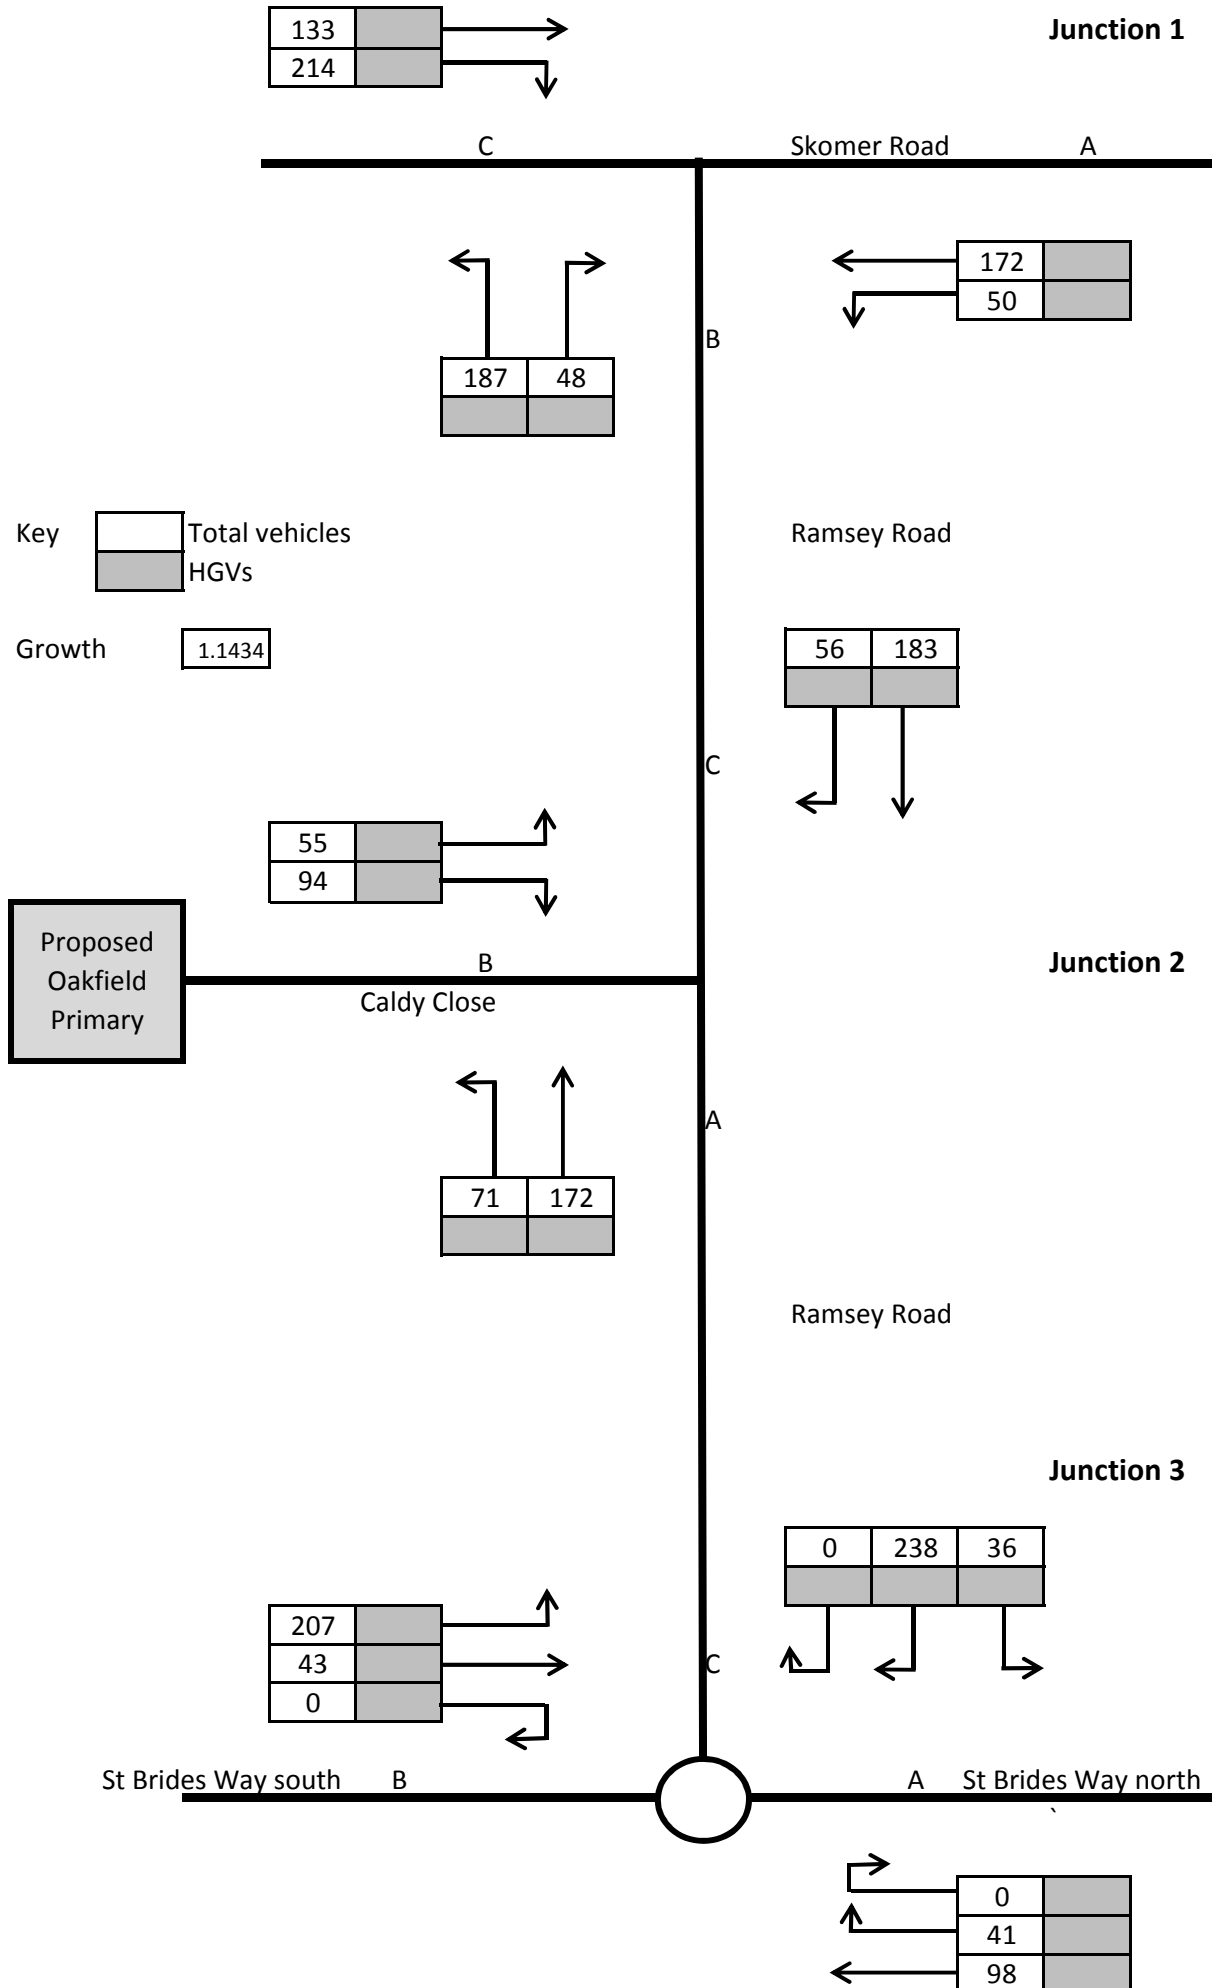 133
Junction 1
214
C
Skomer Road
A
172
50
B
187 48
Key
Total vehicles
HGVs
Ramsey Road
Growth
1.1434
56 183
C
55
94
Proposed
Oakfield
Primary
B
Caldy Close
Junction 2
A
71 172
Ramsey Road
Junction 3
0 238 36
207
43
0
C
St Brides Way south
B
A
St Brides Way north
`
0
41
98